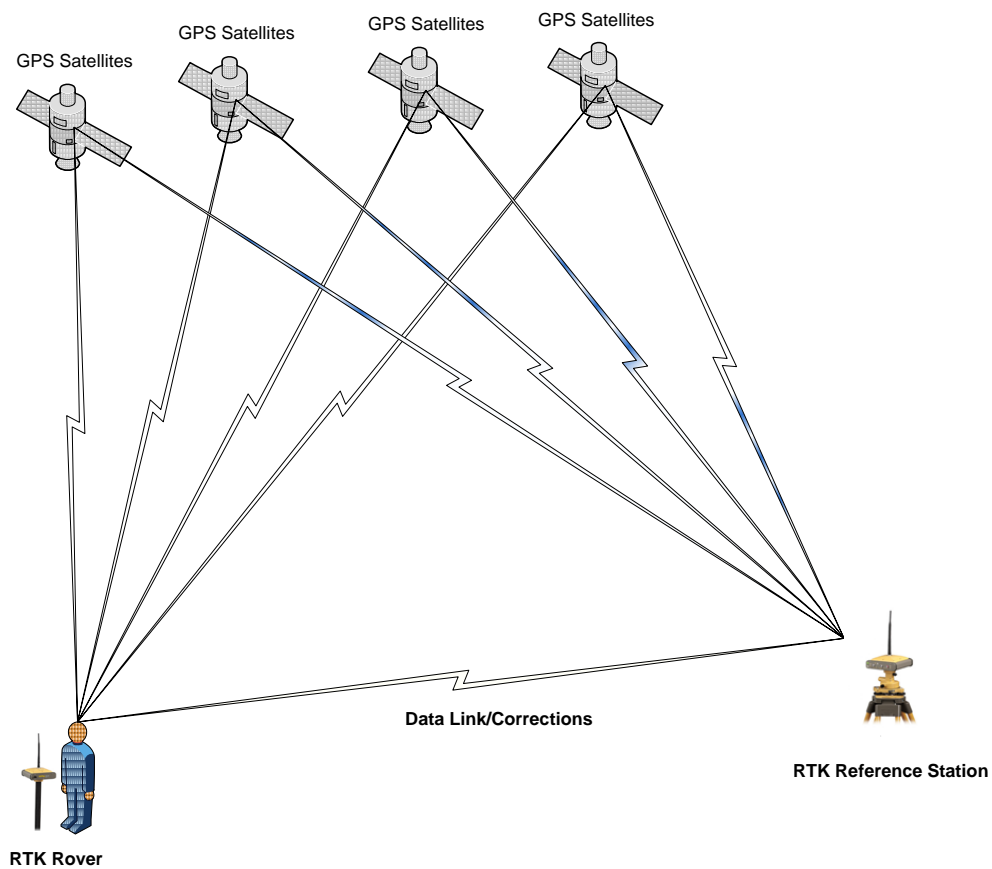 GPS Satellites
GPS Satellites
GPS Satellites
GPS Satellites
Data Link/Corrections
RTK Reference Station
RTK Rover